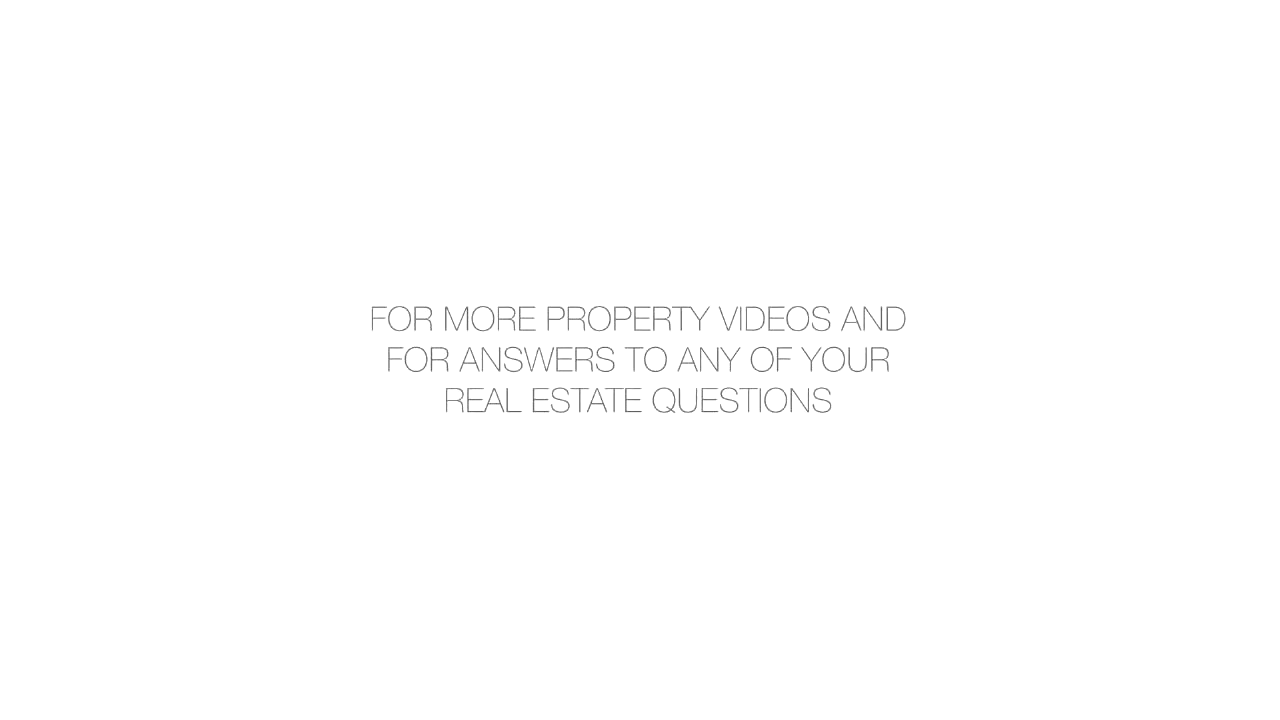 FOR MORE PROPERTY VIDEOS AND
FOR ANSWERS TO ANY OF YOUR
REAL ESTATE QUESTIONS